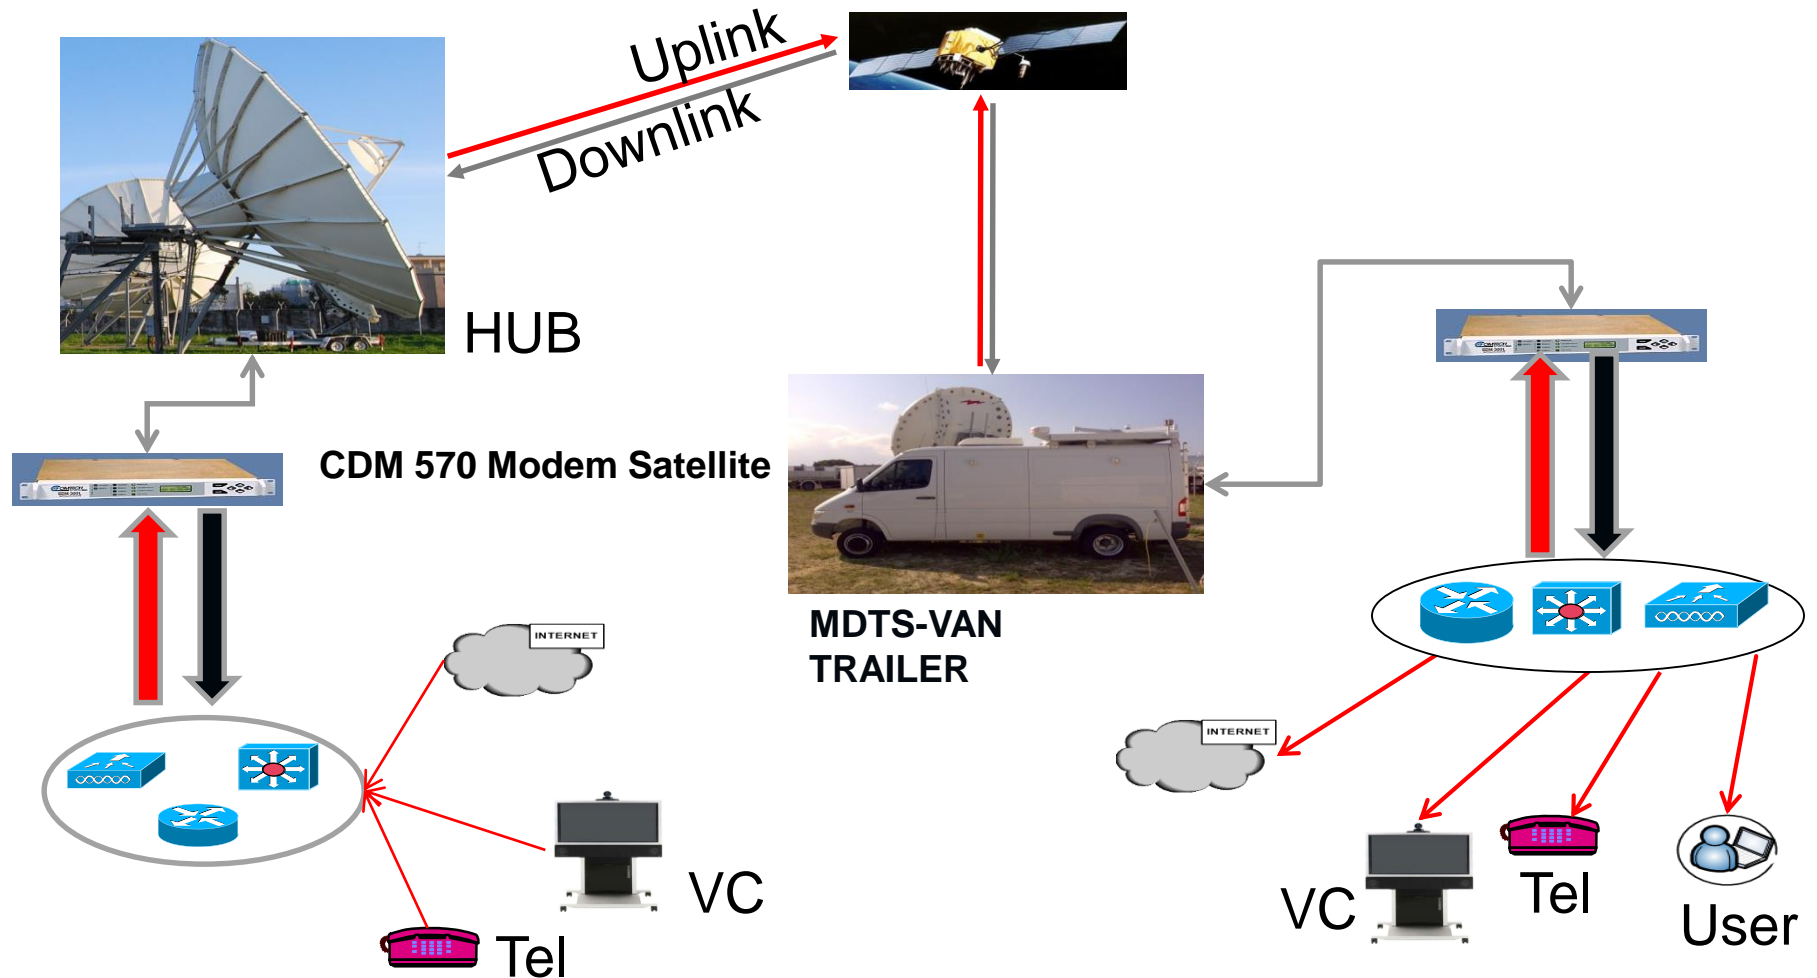 Uplink
Downlink
HUB
CDM 570 Modem Satellite
MDTS-VAN
TRAILER
INTERNET
VC
Tel
INTERNET
VC
Tel
User